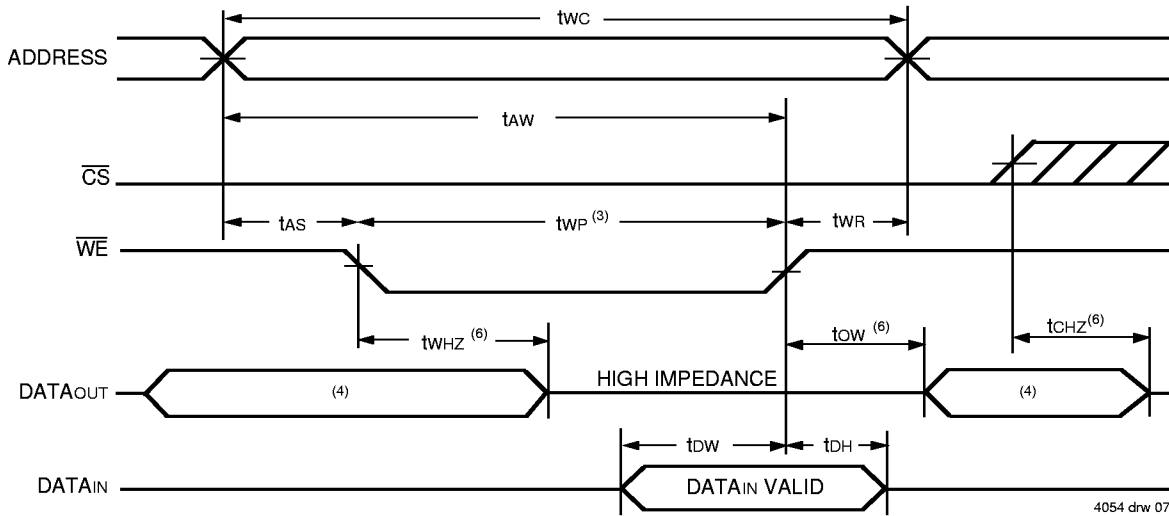 tWC
ADDRESS
tAW
CS
tAS tWP (3) tWR
WE
tWHZ (6) tOW (6) tCHZ (6)
DATAOUT (4) HIGH IMPEDANCE (4)
tDW tDH
DATAIN DATAIN VALID
4054 drw 07